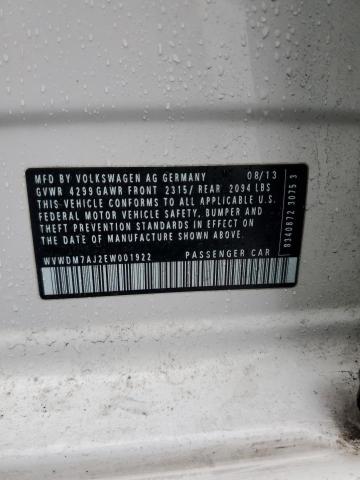 MFD BY VOLKSWAGEN AG GERMANY 08/13
GVWR 4299 GAWR FRONT 2315/ REAR 2094 LBS
THIS VEHICLE CONFORMS TO ALL APPLICABLE U.S.
FEDERAL MOTOR VEHICLE SAFETY, BUMPER AND
THEFT PREVENTION STANDARDS IN EFFECT ON THE
DATE OF MANUFACTURE SHOWN ABOVE
WVWDM7AJ2EW001922 PASSENGER CAR
8340872 3075 3